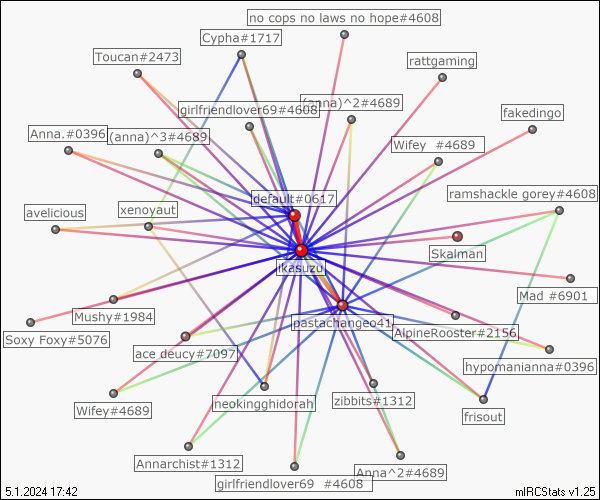 no cops no laws no hope#4608
Cypha#1717
Toucan#2473
rattgaming
girlfriendlover69#4608
(anna)^2#4689
fakedingo
Anna.#0396
(anna)^3#4689
Wifey #4689
default#0617
ramshackle gorey#4608
avelicious
xenoyaut
Skalman
ikasuzu
Mad #6901
Mushy#1984
pastachangeo41
AlpineRooster#2156
Soxy Foxy#5076
ace deucy#7097
hypomanianna#0396
Wifey#4689
neokingghidorah
zibbits#1312
frisout
Annarchist#1312
girlfriendlover69 #4608
Anna^2#4689
5.1.2024 17:42
mIRCStats v1.25